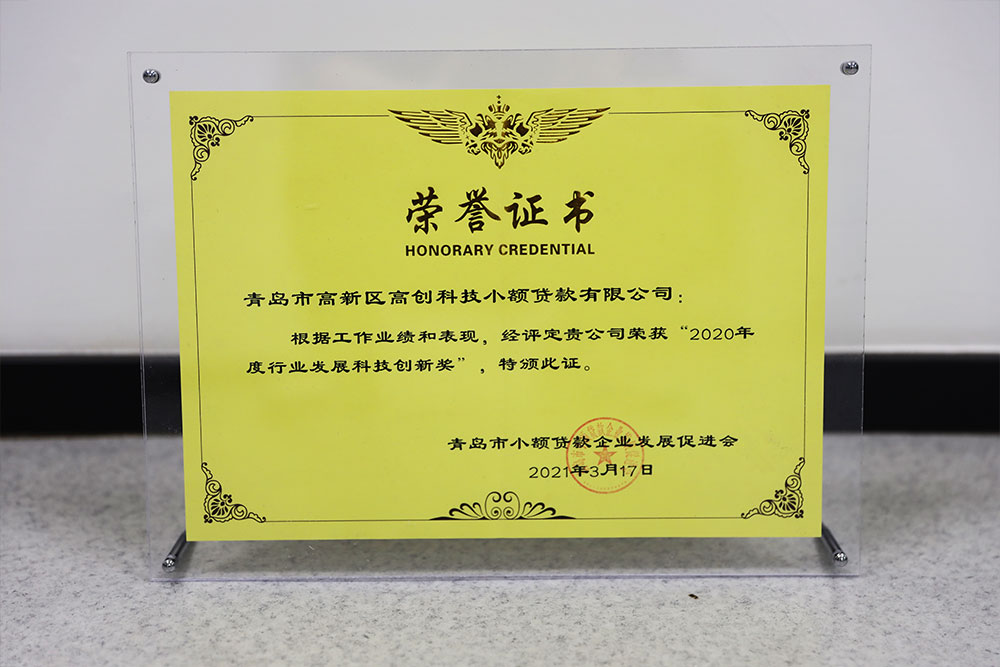 荣誉证书
HONORARY CREDENTIAL
青岛市高新区高创科技小额贷款有限公司：
根据工作业绩和表现，经评定贵公司荣获“2020年
度行业发展科技创新奖”，特颁此证。
青岛市小额贷款企业发展促进会
2021年3月17日